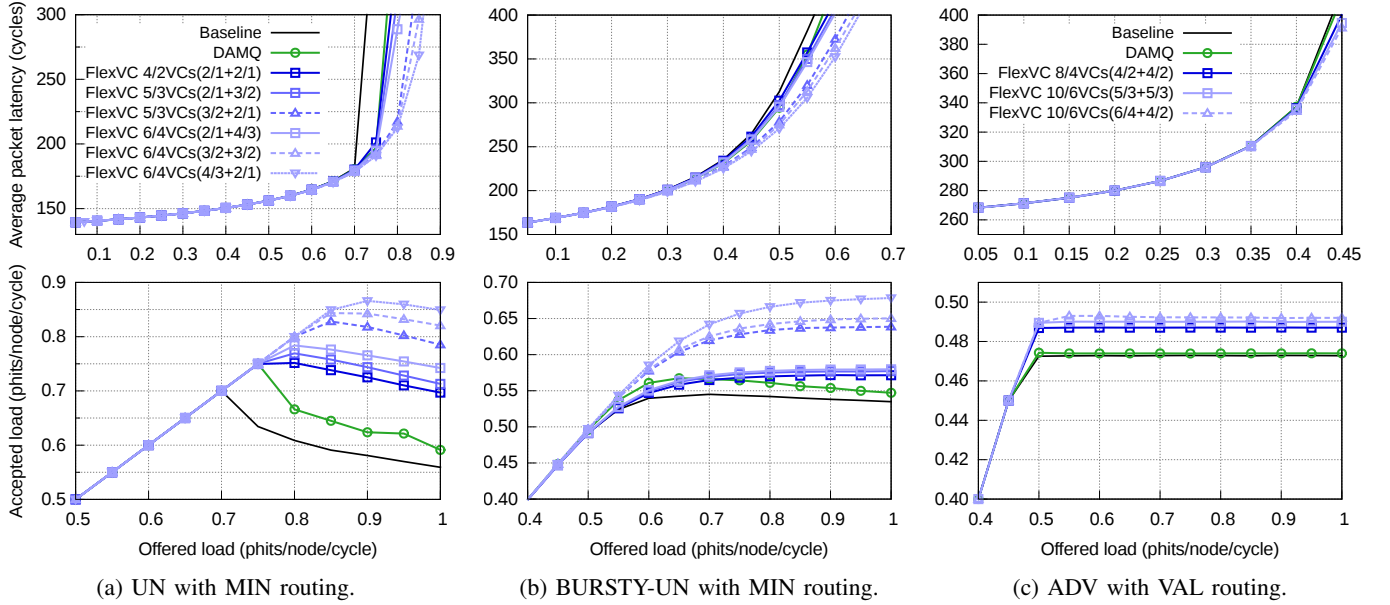 Average packet latency (cycles)
300
250
200
150
0.1 0.2 0.3 0.4 0.5 0.6 0.7 0.8 0.9
Baseline
DAMQ
FlexVC 4/2VCs(2/1+2/1)
FlexVC 5/3VCs(2/1+3/2)
FlexVC 5/3VCs(3/2+2/1)
FlexVC 6/4VCs(2/1+4/3)
FlexVC 6/4VCs(3/2+3/2)
FlexVC 6/4VCs(4/3+2/1)
400
350
300
250
200
150
0.1 0.2 0.3 0.4 0.5 0.6 0.7
400
380
360
340
320
300
280
260
0.05 0.1 0.15 0.2 0.25 0.3 0.35 0.4 0.45
Baseline
DAMQ
FlexVC 8/4VCs(4/2+4/2)
FlexVC 10/6VCs(5/3+5/3)
FlexVC 10/6VCs(6/4+4/2)
Accepted load (phits/node/cycle)
0.9
0.8
0.7
0.6
0.5
0.5 0.6 0.7 0.8 0.9 1
Offered load (phits/node/cycle)
0.70
0.65
0.60
0.55
0.50
0.45
0.40
0.4 0.5 0.6 0.7 0.8 0.9 1
Offered load (phits/node/cycle)
0.50
0.48
0.46
0.44
0.42
0.40
0.4 0.5 0.6 0.7 0.8 0.9 1
Offered load (phits/node/cycle)
(a) UN with MIN routing.
(b) BURSTY-UN with MIN routing.
(c) ADV with VAL routing.